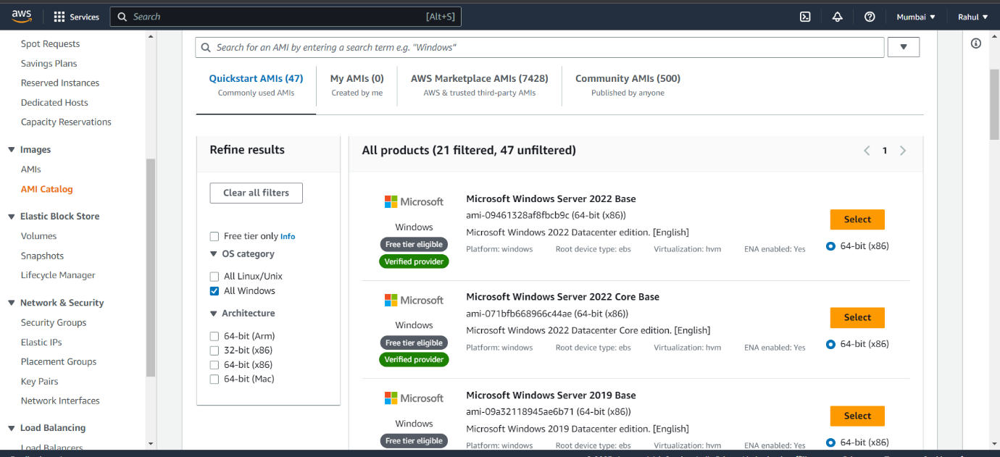 aws Services Search [Alt+S] Mumbai ▼ Rahul ▼
Spot Requests
Savings Plans
Reserved Instances
Dedicated Hosts
Capacity Reservations
Images
AMIs
AMI Catalog
Elastic Block Store
Volumes
Snapshots
Lifecycle Manager
Network & Security
Security Groups
Elastic IPs
Placement Groups
Key Pairs
Network Interfaces
Load Balancing
Load Balancers
Search for an AMI by entering a search term e.g. "Windows"
Quickstart AMIs (47)
Commonly used AMIs
My AMIs (0)
Created by me
AWS Marketplace AMIs (7428)
AWS & trusted third-party AMIs
Community AMIs (500)
Published by anyone
Refine results
Clear all filters
Free tier only Info
OS category
All Linux/Unix
All Windows
Architecture
64-bit (Arm)
32-bit (x86)
64-bit (x86)
64-bit (Mac)
All products (21 filtered, 47 unfiltered)
1
Microsoft
Windows
Free tier eligible
Verified provider
Microsoft Windows Server 2022 Base
ami-09461328af8fbcb9c (64-bit (x86))
Microsoft Windows 2022 Datacenter edition. [English]
Platform: windows Root device type: ebs Virtualization: hvm ENA enabled: Yes
Select
64-bit (x86)
Microsoft
Windows
Free tier eligible
Verified provider
Microsoft Windows Server 2022 Core Base
ami-071bfb668966c44ae (64-bit (x86))
Microsoft Windows 2022 Datacenter Core edition. [English]
Platform: windows Root device type: ebs Virtualization: hvm ENA enabled: Yes
Select
64-bit (x86)
Microsoft
Windows
Free tier eligible
Microsoft Windows Server 2019 Base
ami-09a32118945ae6b71 (64-bit (x86))
Microsoft Windows 2019 Datacenter edition. [English]
Platform: windows Root device type: ebs Virtualization: hvm ENA enabled: Yes
Select
64-bit (x86)